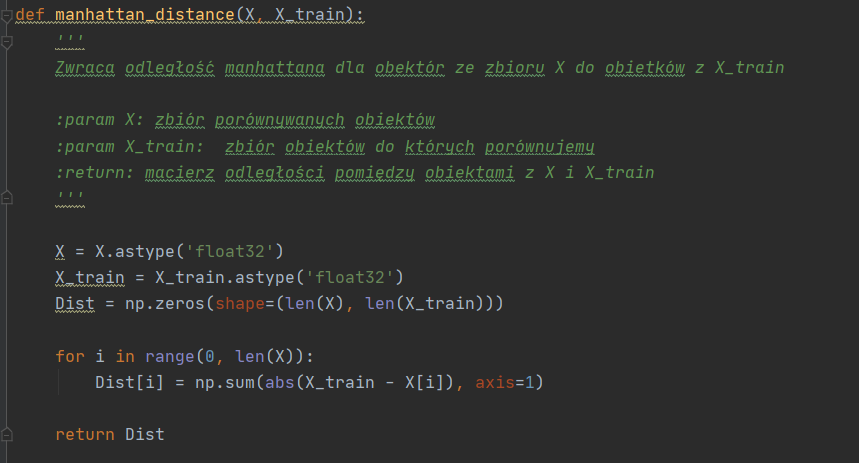 def manhattan_distance(X, X_train):
'''
Zwraca odległość manhattana dla obektór ze zbioru X do obietków z X_train
:param X: zbiór porównywanych obiektów
:param X_train:  zbiór obiektów do których porównujemy
:return: macierz odległości pomiędzy obiektami z X i X_train
'''
X = X.astype('float32')
X_train = X_train.astype('float32')
Dist = np.zeros(shape=(len(X), len(X_train)))
for i in range(0, len(X)):
Dist[i] = np.sum(abs(X_train - X[i]), axis=1)
return Dist